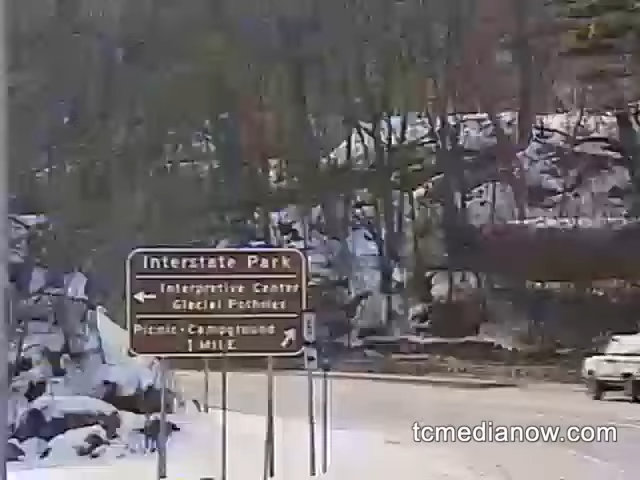 Interstate Park
Interpretive Center
Glacial Potholes
Picnic-Campground
1 MILE
tcmedianow.com